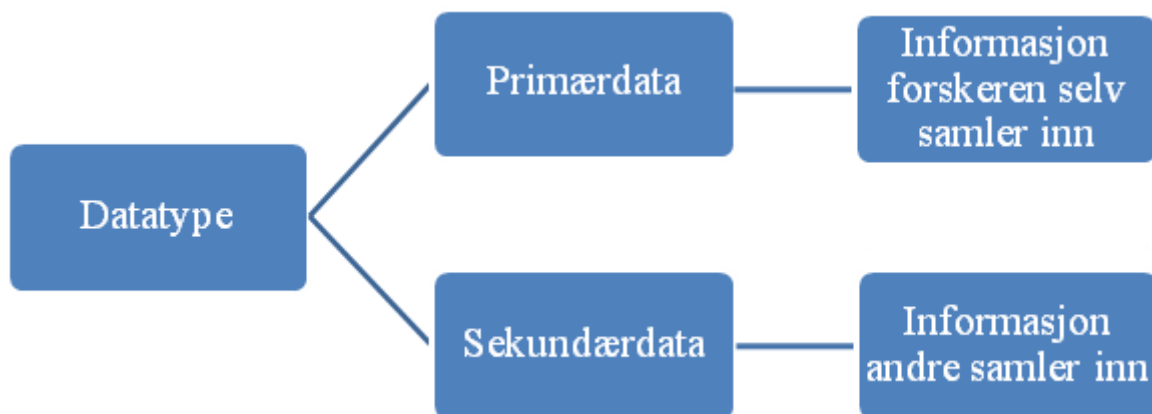 Datatype
Primærdata
Informasjon
forskeren selv
samler inn
Sekundærdata
Informasjon
andre samler inn